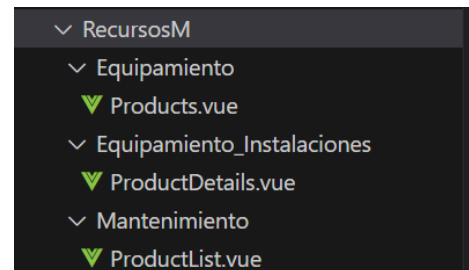 RecursosM
Equipamiento
Products.vue
Equipamiento_Instalaciones
ProductDetails.vue
Mantenimiento
ProductList.vue